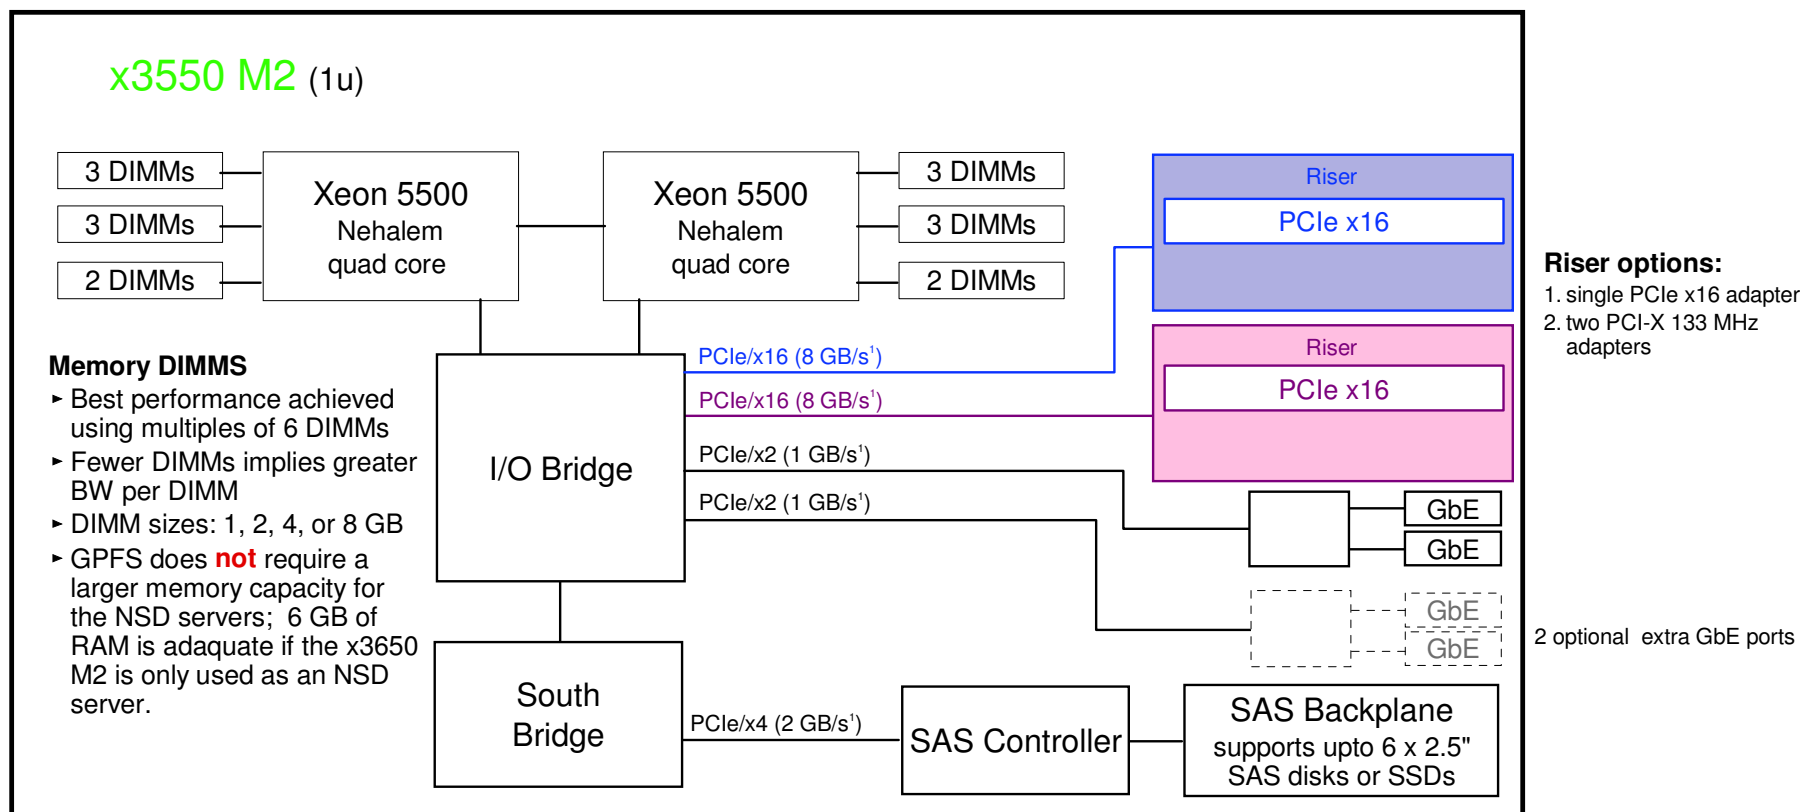 x3550 M2 (1u)
3 DIMMs
3 DIMMs
2 DIMMs
Xeon 5500
Nehalem
quad core
Xeon 5500
Nehalem
quad core
3 DIMMs
3 DIMMs
2 DIMMs
Riser
PCIe x16
Riser
PCIe x16
Riser options:
1. single PCIe x16 adapter
2. two PCI-X 133 MHz
adapters
Memory DIMMS
► Best performance achieved
using multiples of 6 DIMMs
► Fewer DIMMs implies greater
BW per DIMM
► DIMM sizes: 1, 2, 4, or 8 GB
► GPFS does not require a
larger memory capacity for
the NSD servers;  6 GB of
RAM is adaquate if the x3650
M2 is only used as an NSD
server.
I/O Bridge
PCIe/x16 (8 GB/s¹)
PCIe/x16 (8 GB/s¹)
PCIe/x2 (1 GB/s¹)
PCIe/x2 (1 GB/s¹)
GbE
GbE
GbE
GbE
2 optional  extra GbE ports
South
Bridge
PCIe/x4 (2 GB/s¹)
SAS Controller
SAS Backplane
supports upto 6 x 2.5"
SAS disks or SSDs